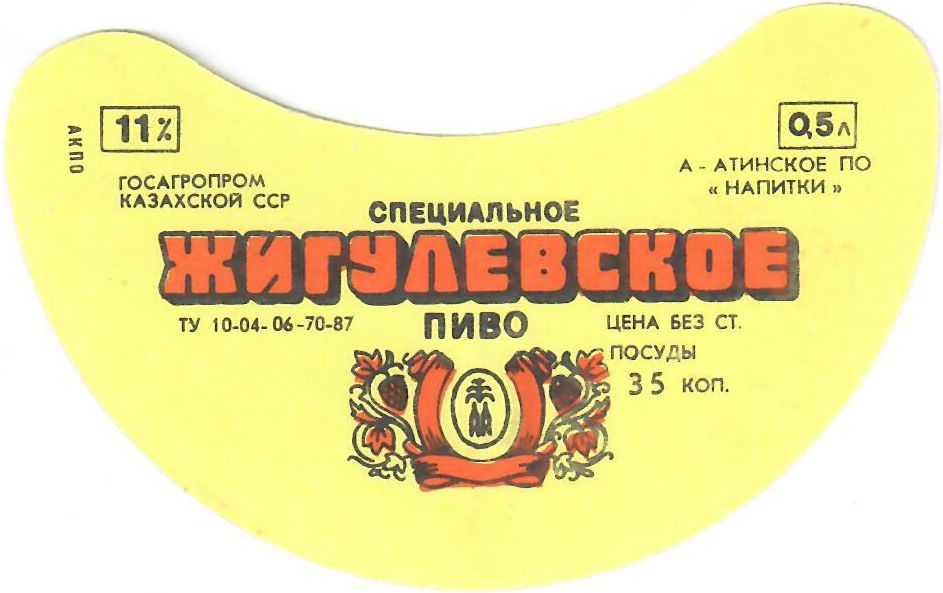 АКПО
11%
ГОСАГРОПРОМ
КАЗАХСКОЙ ССР
0,5л
А - АТИНСКОЕ ПО
« НАПИТКИ »
СПЕЦИАЛЬНОЕ
ЖИГУЛЕВСКОЕ
ПИВО
ТУ 10-04-06-70-87
ЦЕНА БЕЗ СТ.
ПОСУДЫ
35 КОП.